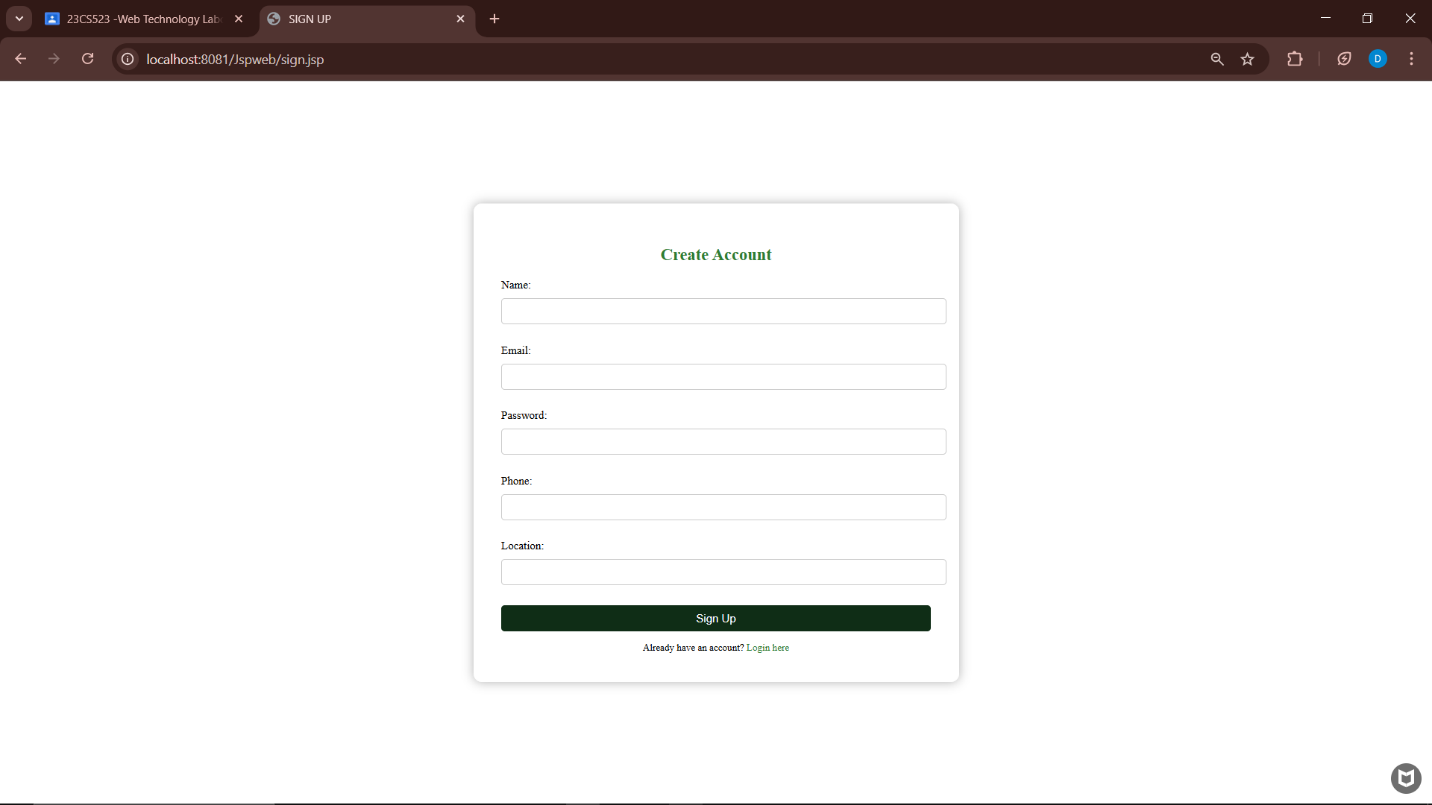 23CS523 -Web Technology Lab
SIGN UP
localhost:8081/Jspweb/sign.jsp
D
Create Account
Name:
Email:
Password:
Phone:
Location:
Sign Up
Already have an account? Login here